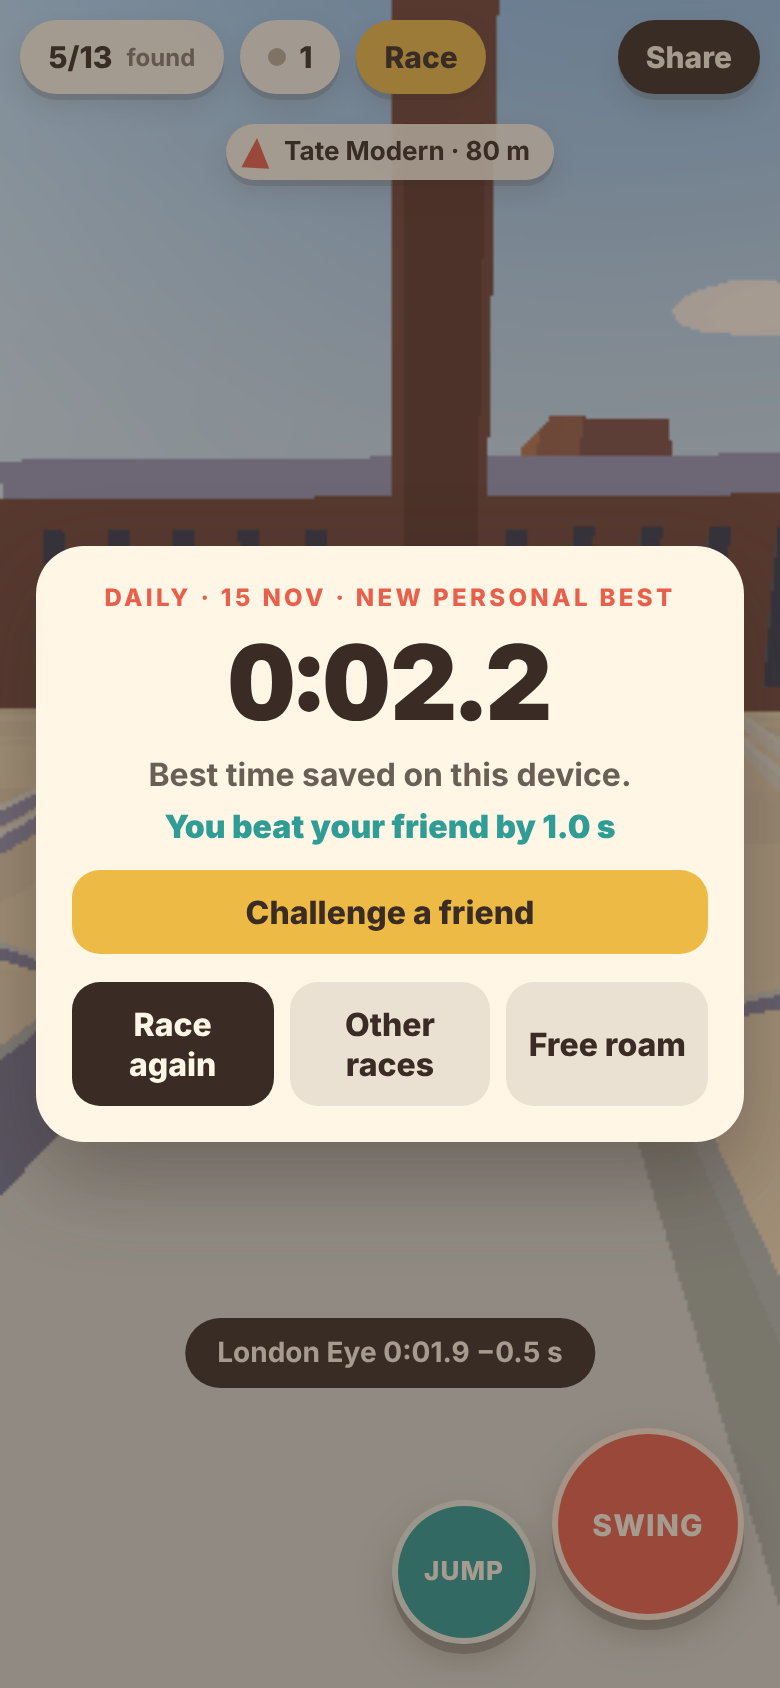 5/13 found
1
Race
Share
Tate Modern · 80 m
DAILY · 15 NOV · NEW PERSONAL BEST
0:02.2
Best time saved on this device.
You beat your friend by 1.0 s
Challenge a friend
Race
again
Other
races
Free roam
London Eye 0:01.9 −0.5 s
SWING
JUMP